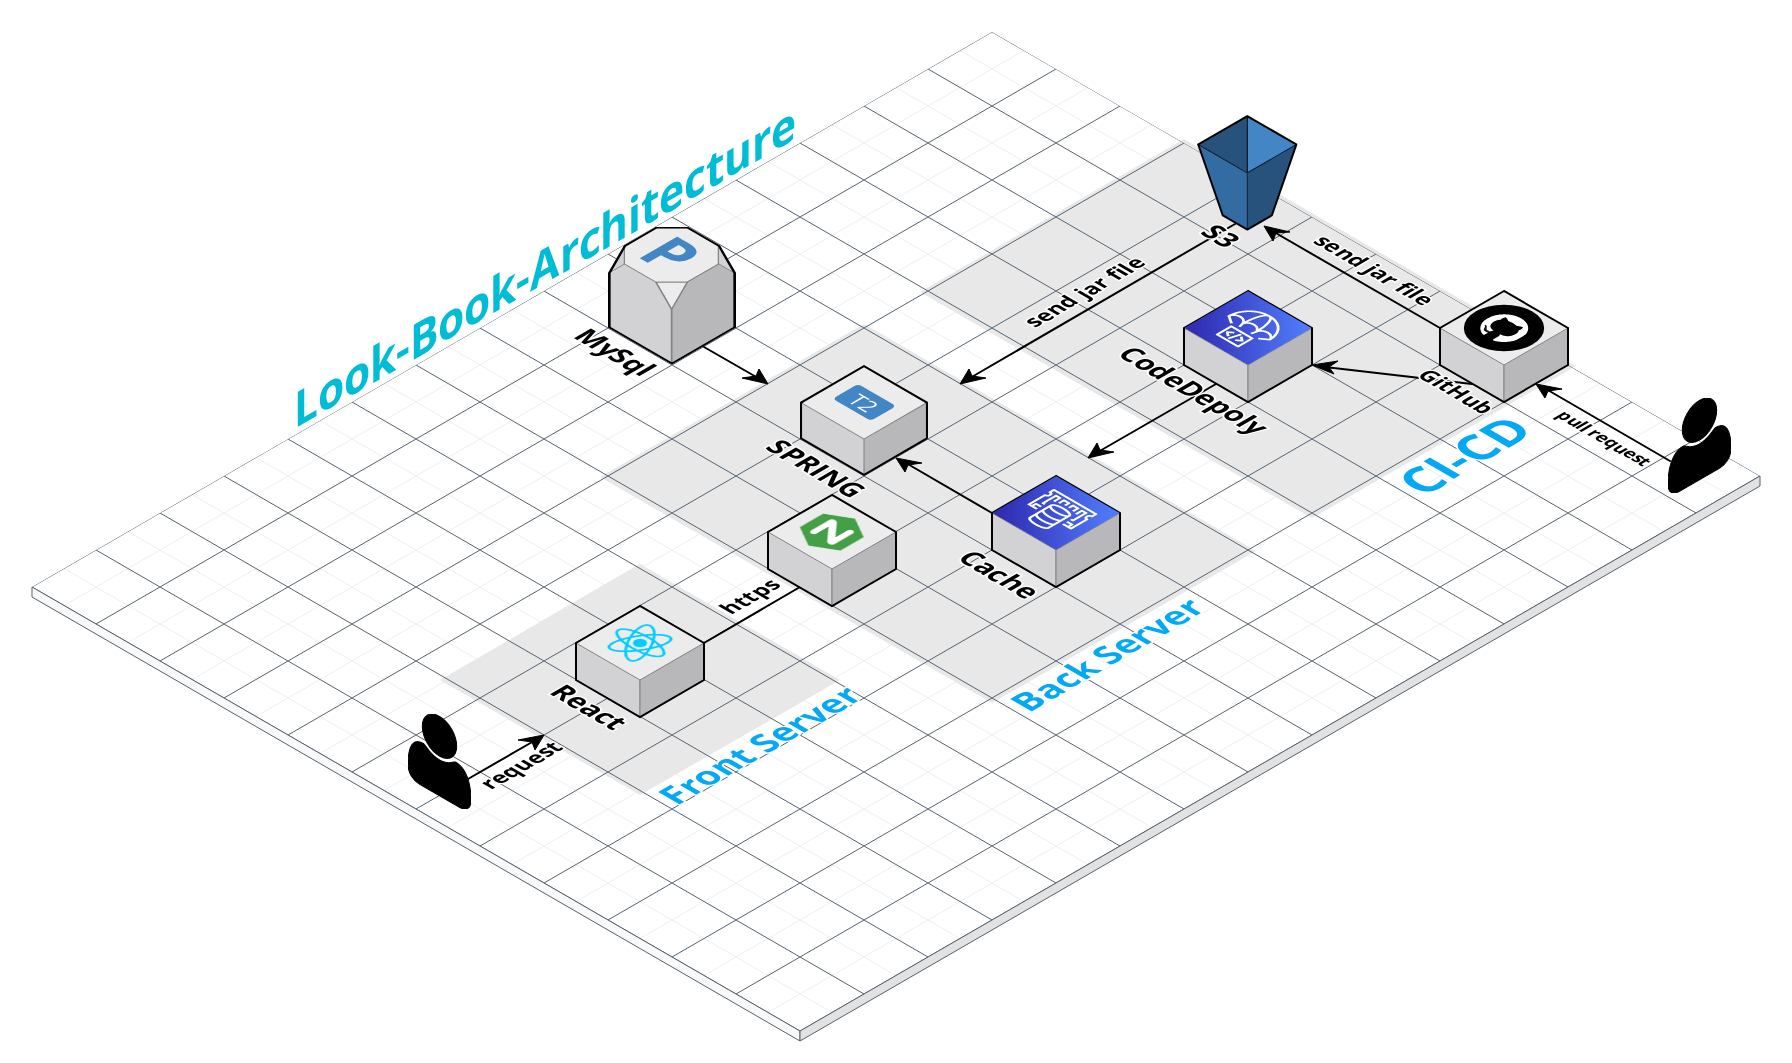 Look-Book-Architecture
P
MySql
S3
send jar file
send jar file
T2
SPRING
</>
CodeDepoly
GitHub
pull request
CI-CD
N
https
Cache
React
Back Server
Front Server
request